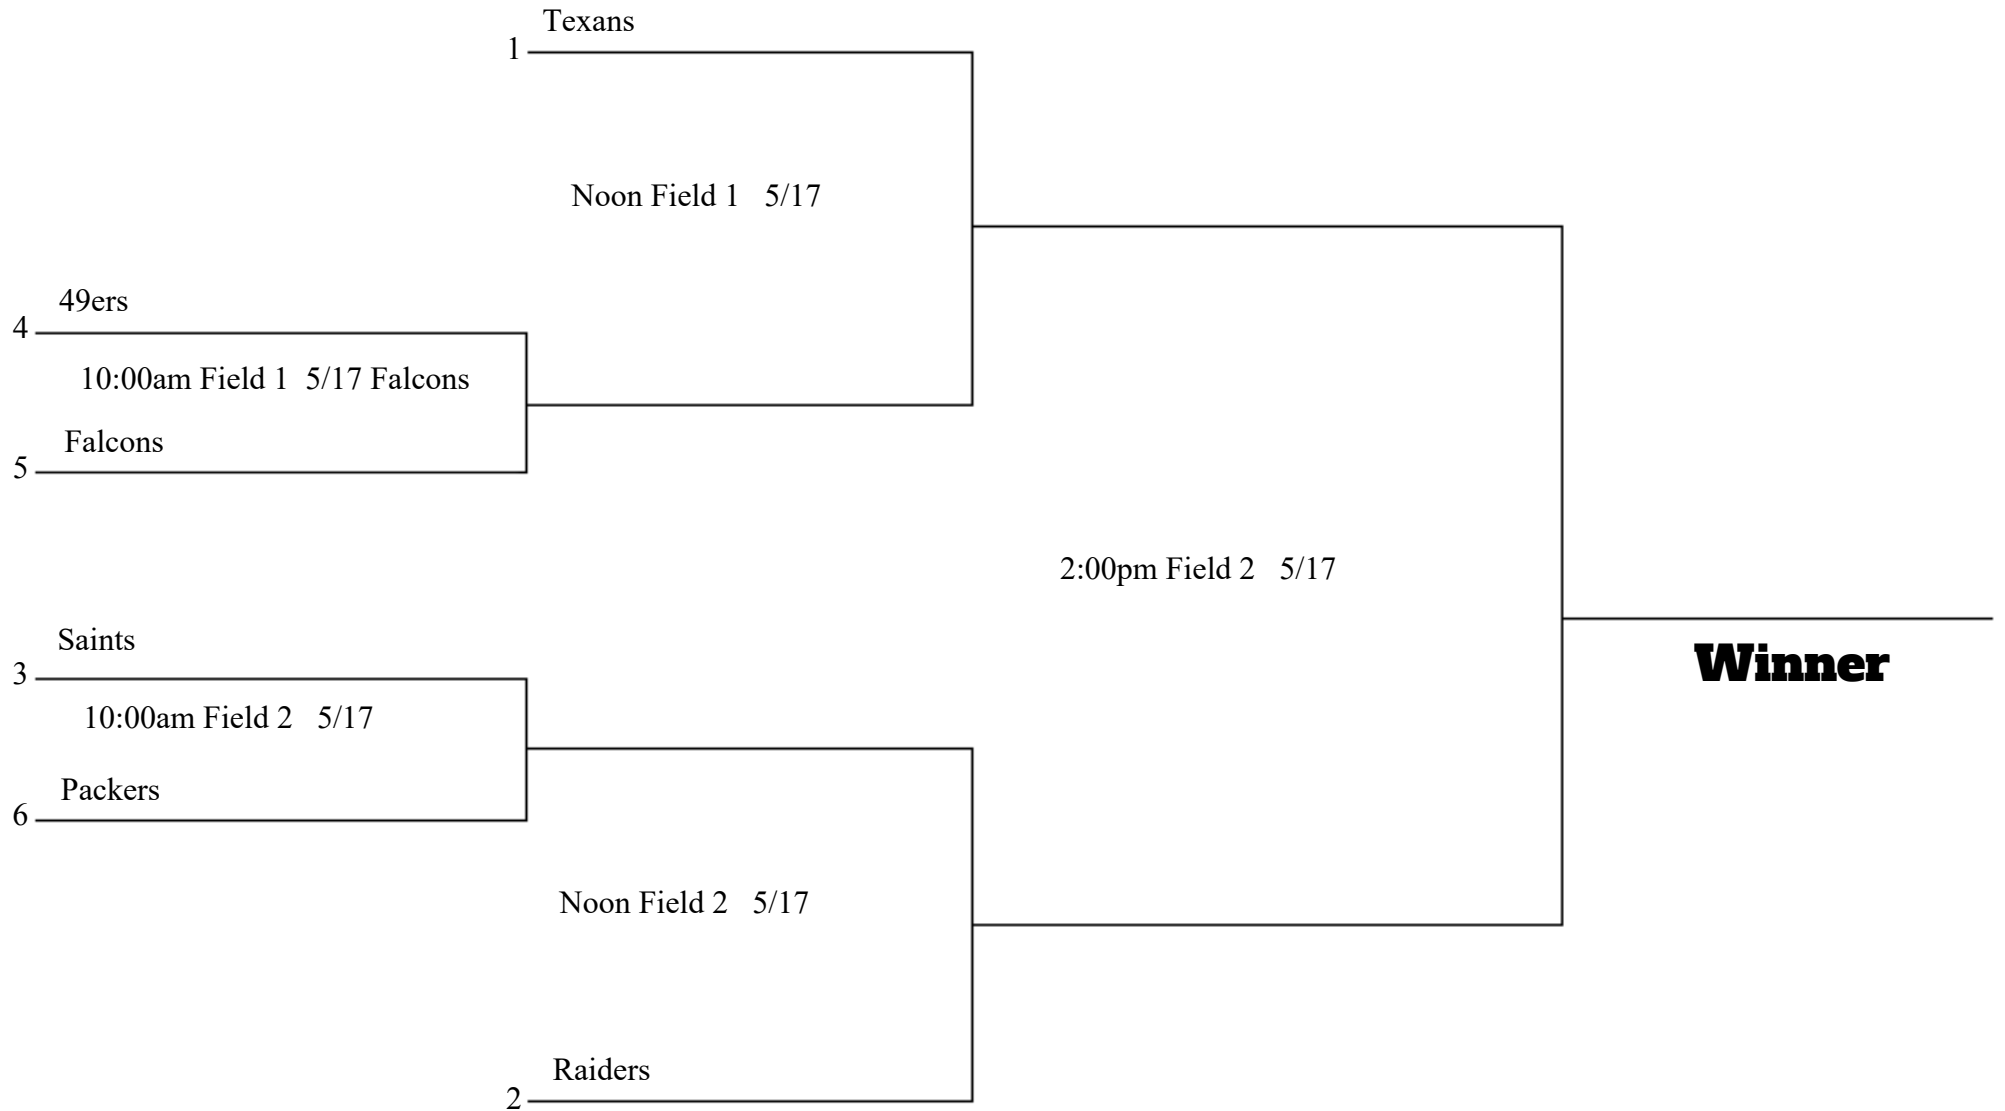 Texans
1
Noon Field 1 5/17
49ers
4
10:00am Field 1 5/17 Falcons
Falcons
5
2:00pm Field 2 5/17
Saints
3
Winner
10:00am Field 2 5/17
Packers
6
Noon Field 2 5/17
Raiders
2